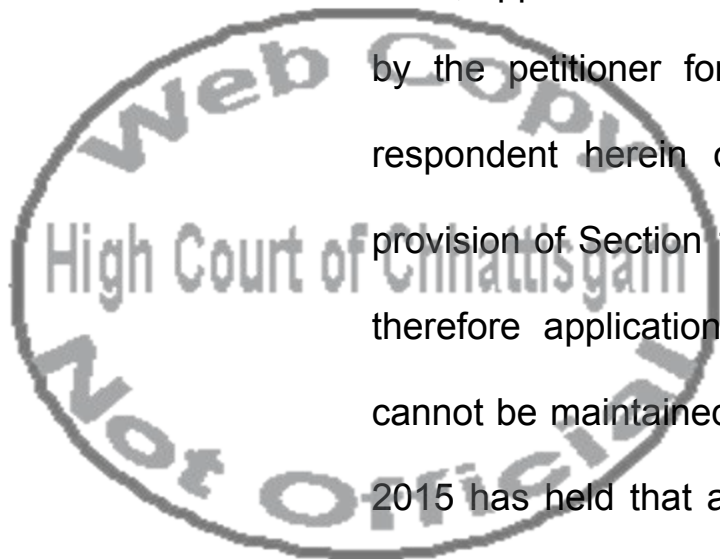 Web Copy
by the petitioner for
respondent herein
High Court of Chhattisgarh
provision of Section
therefore application
cannot be maintained
2015 has held that a
Not Official